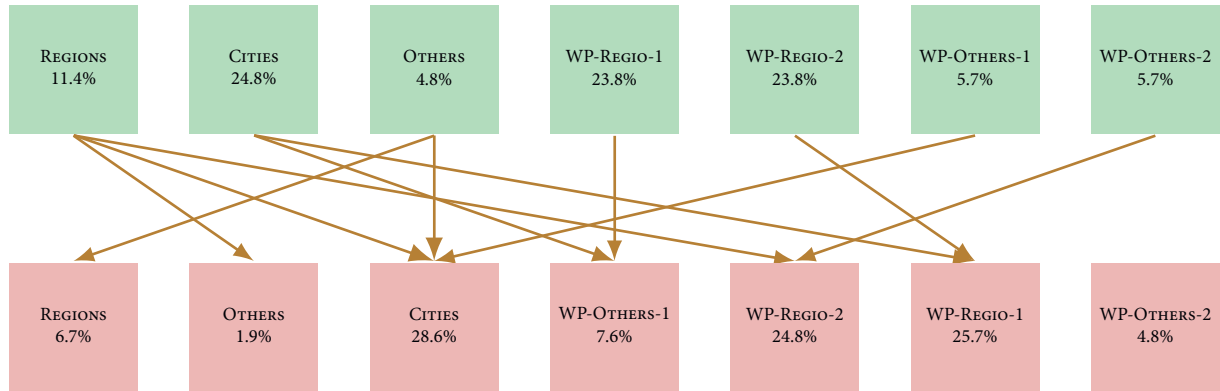 Regions
11.4%
Cities
24.8%
Others
4.8%
WP-Regio-1
23.8%
WP-Regio-2
23.8%
WP-Others-1
5.7%
WP-Others-2
5.7%
Regions
6.7%
Others
1.9%
Cities
28.6%
WP-Others-1
7.6%
WP-Regio-2
24.8%
WP-Regio-1
25.7%
WP-Others-2
4.8%